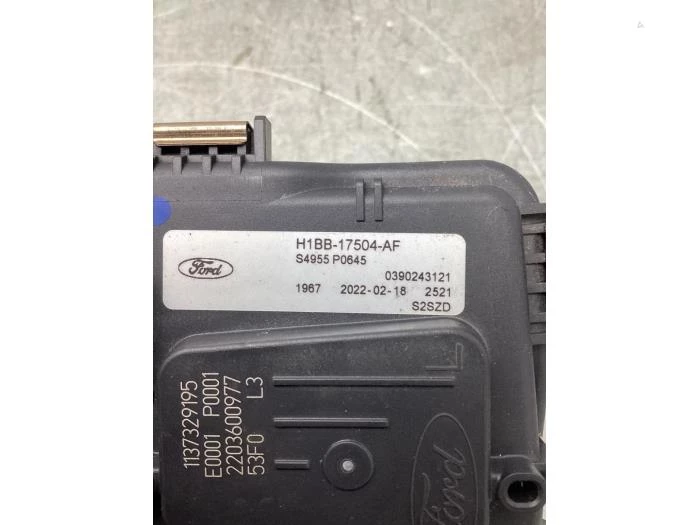 H1BB-17504-AF
S4955 P0645
Ford
0390243121
1967 2022-02-18 2521
S2SZD
1137329195
E0001 P0001
2203600977
53F0 L3
Ford